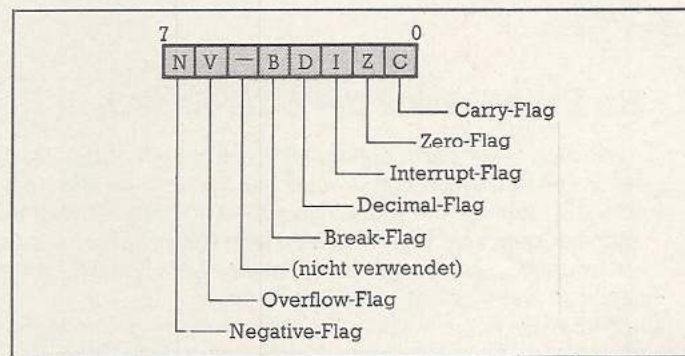 7 0
N V — B D I Z C
Carry-Flag
Zero-Flag
Interrupt-Flag
Decimal-Flag
Break-Flag
(nicht verwendet)
Overflow-Flag
Negative-Flag